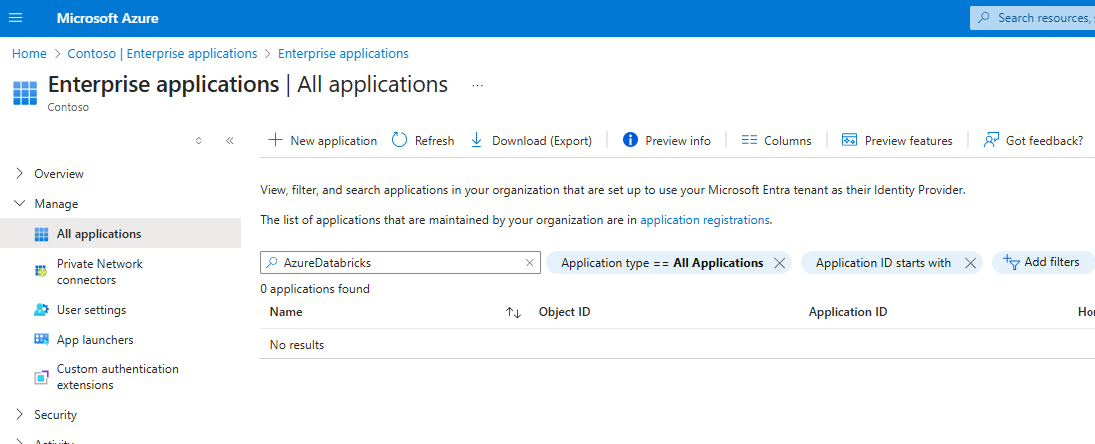 Microsoft Azure
Search resources,
Home > Contoso | Enterprise applications > Enterprise applications
Enterprise applications | All applications ...
Contoso
New application Refresh Download (Export) Preview info Columns Preview features Got feedback?
Overview
Manage
All applications
Private Network
connectors
User settings
App launchers
Custom authentication
extensions
Security
Activity
View, filter, and search applications in your organization that are set up to use your Microsoft Entra tenant as their Identity Provider.
The list of applications that are maintained by your organization are in application registrations.
AzureDatabricks
Application type == All Applications
Application ID starts with
Add filters
0 applications found
Name Object ID Application ID
No results